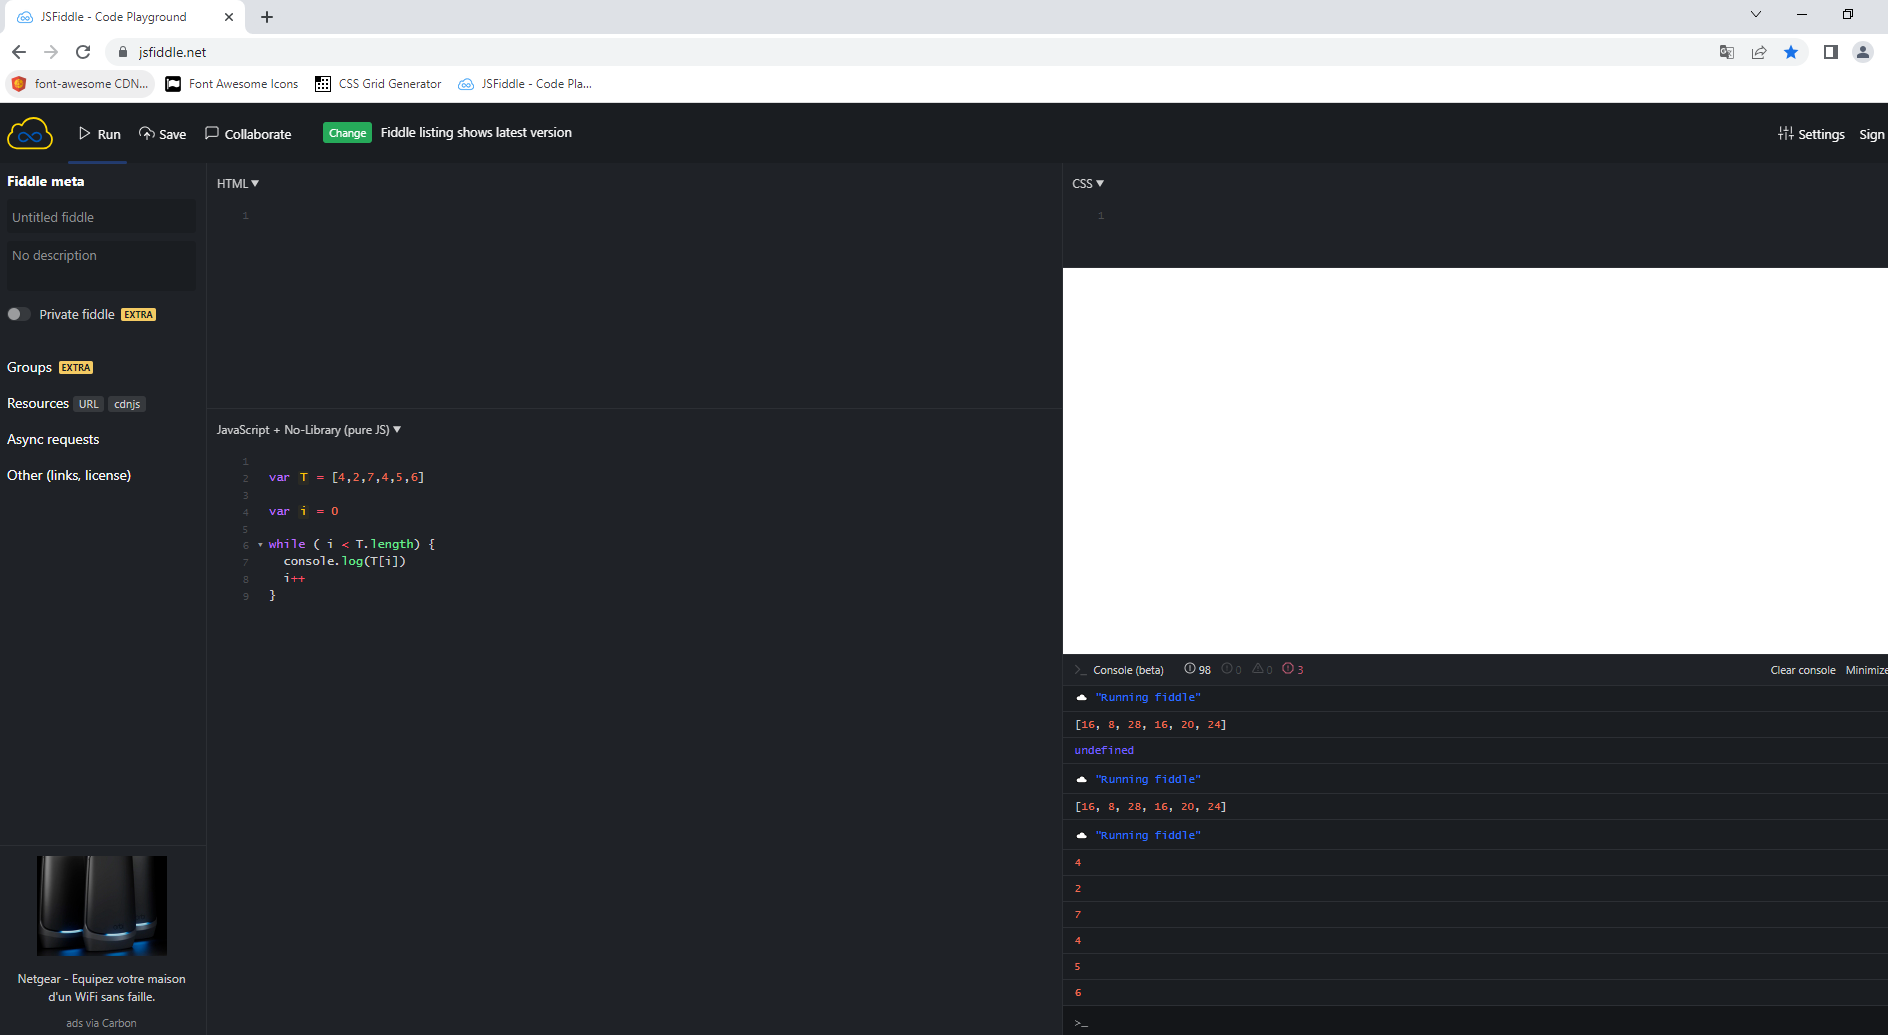 JSFiddle - Code Playground
jsfiddle.net
font-awesome CDN...
Font Awesome Icons
CSS Grid Generator
JSFiddle - Code Pla...
Run
Save
Collaborate
Change
Fiddle listing shows latest version
Settings
Sign
Fiddle meta
Untitled fiddle
No description
Private fiddle EXTRA
Groups EXTRA
Resources URL cdnjs
Async requests
Other (links, license)
Netgear - Equipez votre maison
d'un WiFi sans faille.
ads via Carbon
HTML ▼
1
JavaScript + No-Library (pure JS) ▼
1
2 var T = [4,2,7,4,5,6]
3
4 var i = 0
5
6 while ( i < T.length) {
7 console.log(T[i])
8 i++
9 }
CSS ▼
1
>_ Console (beta) 98 0 0 3
Clear console Minimize
"Running fiddle"
[16, 8, 28, 16, 20, 24]
undefined
"Running fiddle"
[16, 8, 28, 16, 20, 24]
"Running fiddle"
4
2
7
4
5
6
>_